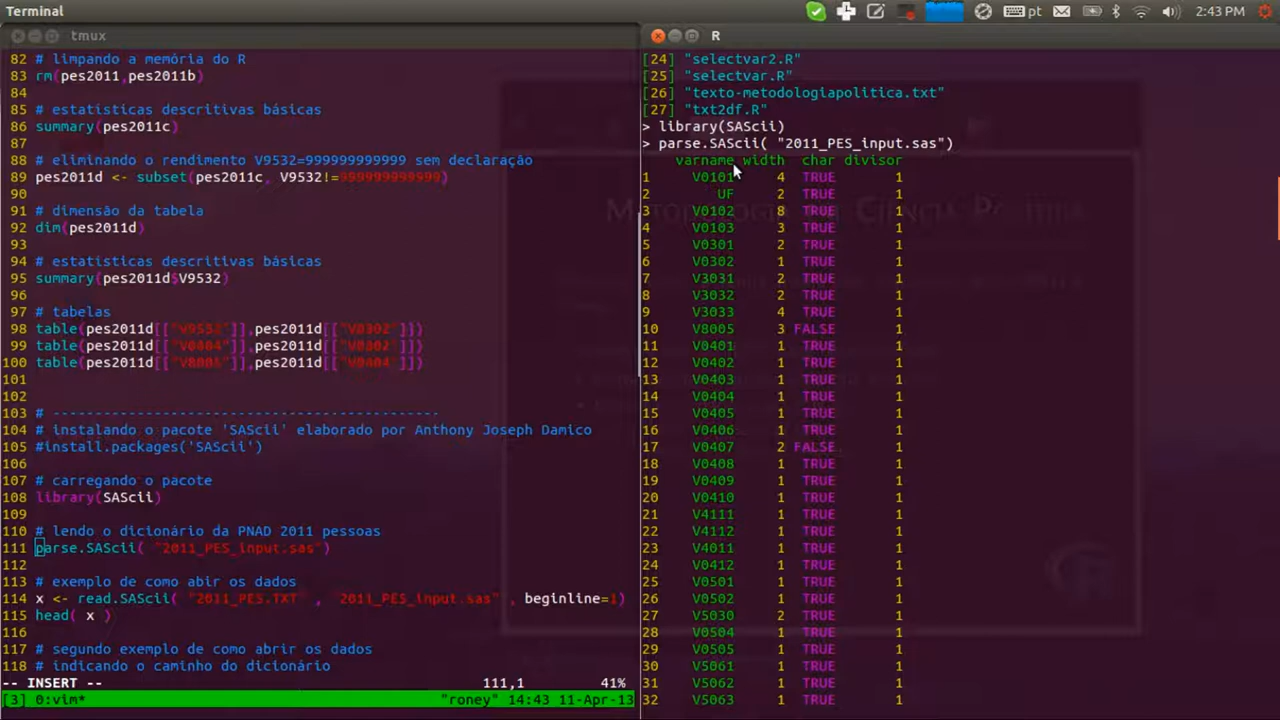 Terminal
pt
2:43 PM
tmux
82 # limpando a memória do R
83 rm(pes2011,pes2011b)
84
85 # estatísticas descritivas básicas
86 summary(pes2011c)
87
88 # eliminando o rendimento V9532=999999999999 sem declaração
89 pes2011d <- subset(pes2011c, V9532!=999999999999)
90
91 # dimensão da tabela
92 dim(pes2011d)
93
94 # estatísticas descritivas básicas
95 summary(pes2011d$V9532)
96
97 # tabelas
98 table(pes2011d[["V9532"]],pes2011d[["V0302"]])
99 table(pes2011d[["V0404"]],pes2011d[["V0302"]])
100 table(pes2011d[["V8005"]],pes2011d[["V0404"]])
101
102
103 # ----------------------------------------------
104 # instalando o pacote 'SAScii' elaborado por Anthony Joseph Damico
105 #install.packages('SAScii')
106
107 # carregando o pacote
108 library(SAScii)
109
110 # lendo o dicionário da PNAD 2011 pessoas
111 parse.SAScii( "2011_PES_input.sas")
112
113 # exemplo de como abir os dados
114 x <- read.SAScii( "2011_PES.TXT" , "2011_PES_input.sas" , beginline=1)
115 head( x )
116
117 # segundo exemplo de como abrir os dados
118 # indicando o caminho do dicionário
-- INSERT -- 111,1 41%
[3] 0:vim* "roney" 14:43 11-Apr-13
R
[24] "selectvar2.R"
[25] "selectvar.R"
[26] "texto-metodologiapolitica.txt"
[27] "txt2df.R"
> library(SAScii)
> parse.SAScii( "2011_PES_input.sas")
varname width char divisor
1 V0101 4 TRUE 1
2 UF 2 TRUE 1
3 V0102 8 TRUE 1
4 V0103 3 TRUE 1
5 V0301 2 TRUE 1
6 V0302 1 TRUE 1
7 V3031 2 TRUE 1
8 V3032 2 TRUE 1
9 V3033 4 TRUE 1
10 V8005 3 FALSE 1
11 V0401 1 TRUE 1
12 V0402 1 TRUE 1
13 V0403 1 TRUE 1
14 V0404 1 TRUE 1
15 V0405 1 TRUE 1
16 V0406 1 TRUE 1
17 V0407 2 FALSE 1
18 V0408 1 TRUE 1
19 V0409 1 TRUE 1
20 V0410 1 TRUE 1
21 V4111 1 TRUE 1
22 V4112 1 TRUE 1
23 V4011 1 TRUE 1
24 V0412 1 TRUE 1
25 V0501 1 TRUE 1
26 V0502 1 TRUE 1
27 V5030 2 TRUE 1
28 V0504 1 TRUE 1
29 V0505 1 TRUE 1
30 V5061 1 TRUE 1
31 V5062 1 TRUE 1
32 V5063 1 TRUE 1